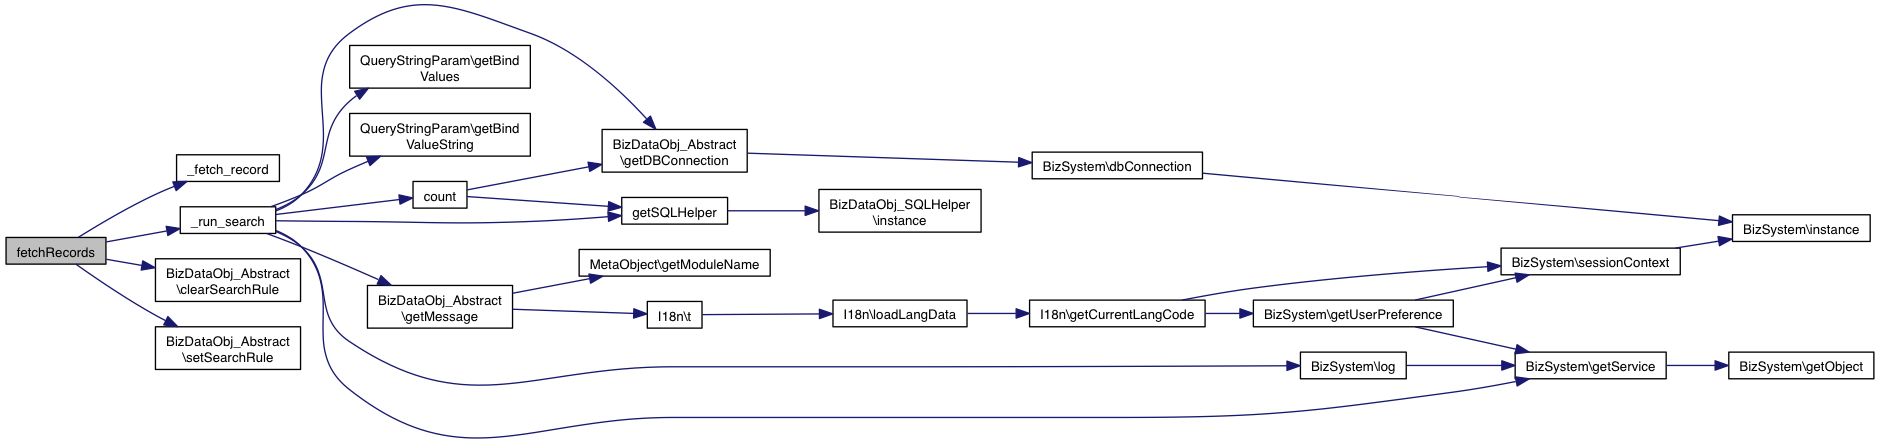 fetchRecords
_fetch_record
_run_search
BizDataObj_Abstract
\clearSearchRule
BizDataObj_Abstract
\setSearchRule
QueryStringParam\getBind
Values
QueryStringParam\getBind
ValueString
count
BizDataObj_Abstract
\getMessage
BizDataObj_Abstract
\getDBConnection
getSQLHelper
MetaObject\getModuleName
I18n\t
BizDataObj_SQLHelper
\instance
I18n\loadLangData
BizSystem\dbConnection
I18n\getCurrentLangCode
BizSystem\getUserPreference
BizSystem\log
BizSystem\sessionContext
BizSystem\getService
BizSystem\instance
BizSystem\getObject